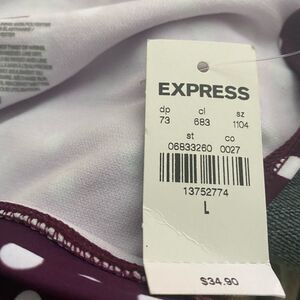 EXPRESS
dp cl sz
73 683 1104
st co
06833260 0027
13752774
L
$34.90